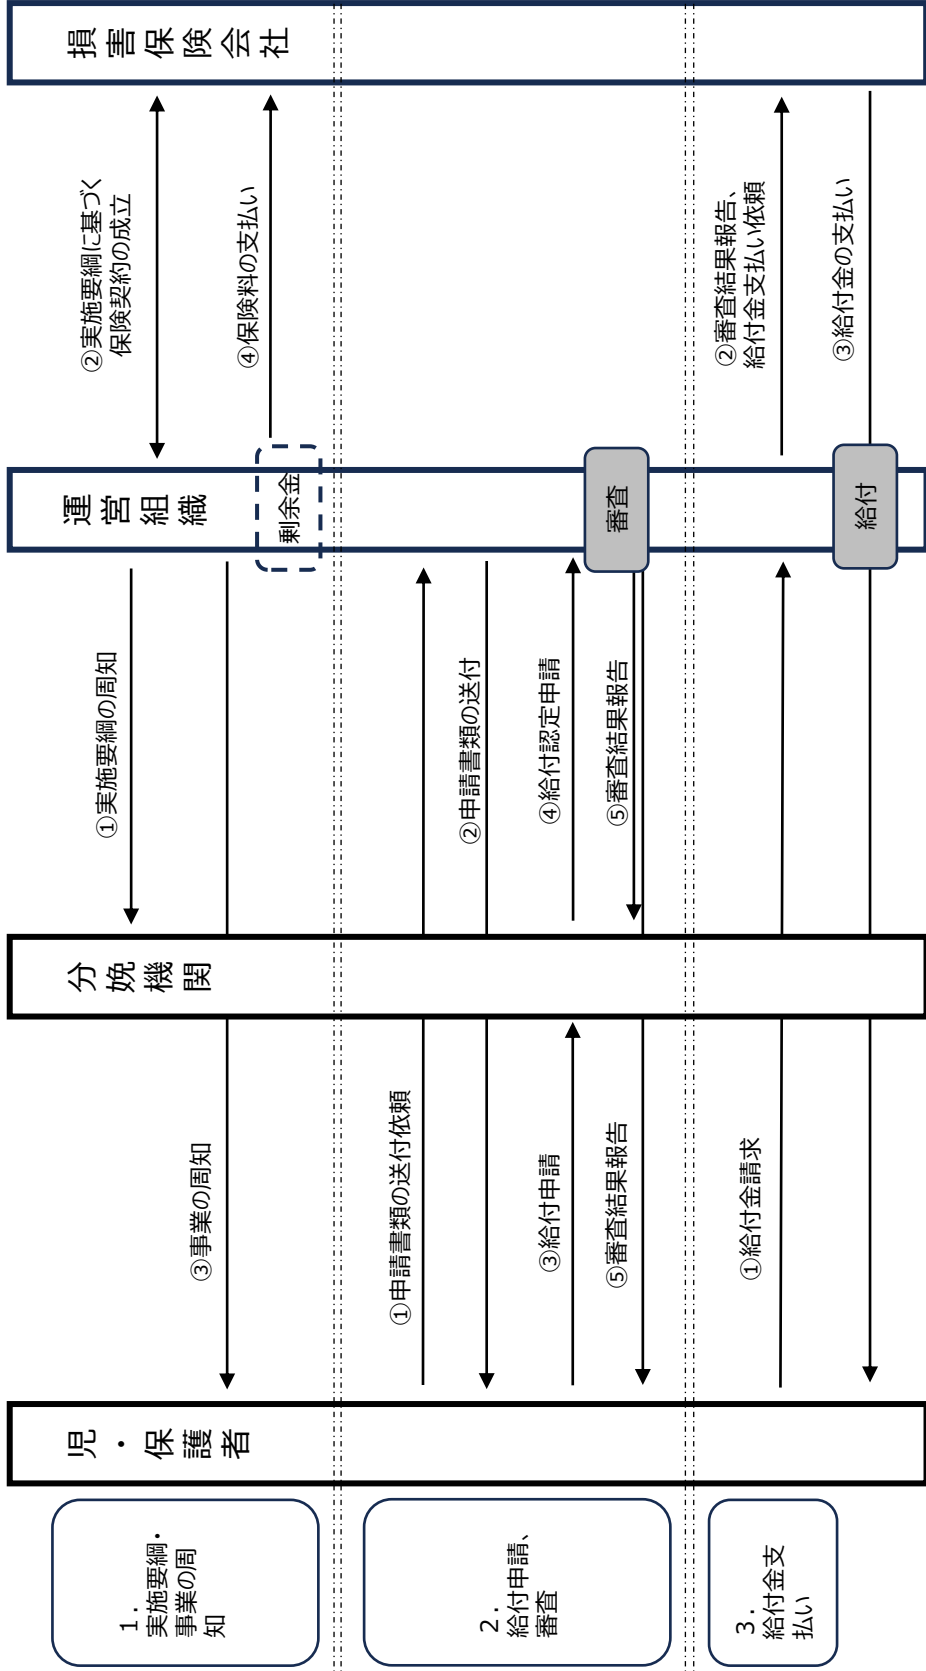 児・保護者
分娩機関
運営組織
損害保険会社
1.
実施要綱・
事業の周
知
①実施要綱の周知
②実施要綱に基づく
保険契約の成立
③事業の周知
④保険料の支払い
剰余金
2.
給付申請、
審査
①申請書類の送付依頼
②申請書類の送付
③給付申請
④給付認定申請
審査
⑤審査結果報告
⑤審査結果報告
3.
給付金支
払い
①給付金請求
②審査結果報告、
給付金支払い依頼
③給付金の支払い
給付